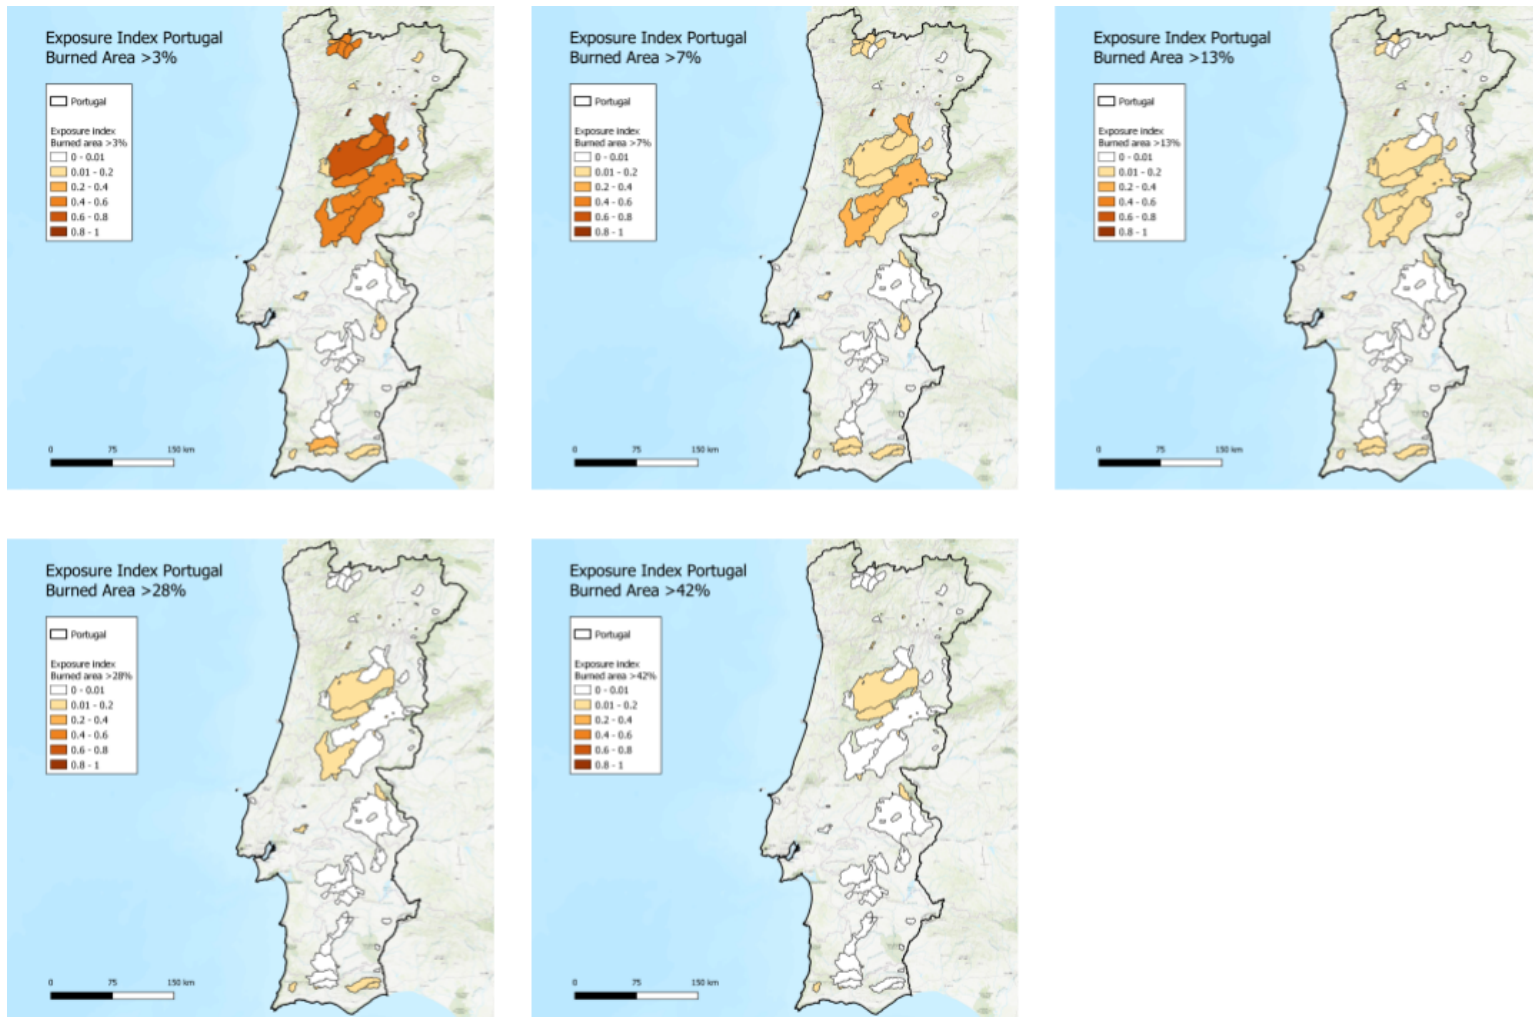 Exposure Index Portugal
Burned Area >3%
Portugal
Exposure index
Burned area >3%
0 - 0.01
0.01 - 0.2
0.2 - 0.4
0.4 - 0.6
0.6 - 0.8
0.8 - 1
0 75 150 km
Exposure Index Portugal
Burned Area >7%
Portugal
Exposure index
Burned area >7%
0 - 0.01
0.01 - 0.2
0.2 - 0.4
0.4 - 0.6
0.6 - 0.8
0.8 - 1
0 75 150 km
Exposure Index Portugal
Burned Area >13%
Portugal
Exposure index
Burned area >13%
0 - 0.01
0.01 - 0.2
0.2 - 0.4
0.4 - 0.6
0.6 - 0.8
0.8 - 1
0 75 150 km
Exposure Index Portugal
Burned Area >28%
Portugal
Exposure index
Burned area >28%
0 - 0.01
0.01 - 0.2
0.2 - 0.4
0.4 - 0.6
0.6 - 0.8
0.8 - 1
0 75 150 km
Exposure Index Portugal
Burned Area >42%
Portugal
Exposure index
Burned area >42%
0 - 0.01
0.01 - 0.2
0.2 - 0.4
0.4 - 0.6
0.6 - 0.8
0.8 - 1
0 75 150 km